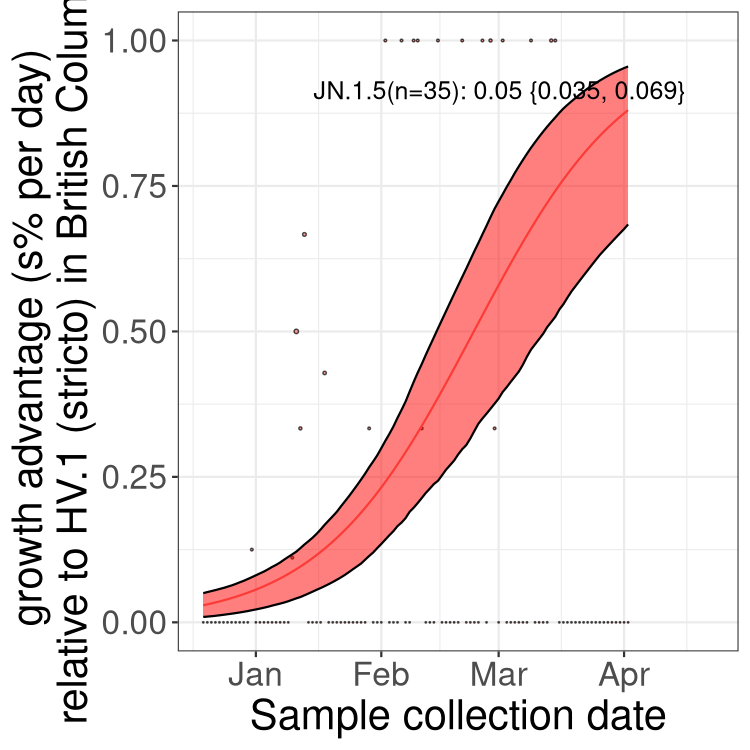 growth advantage (s% per day)
relative to HV.1 (stricto) in British Colum
1.00
0.75
0.50
0.25
0.00
JN.1.5(n=35): 0.05 {0.035, 0.069}
Jan Feb Mar Apr
Sample collection date